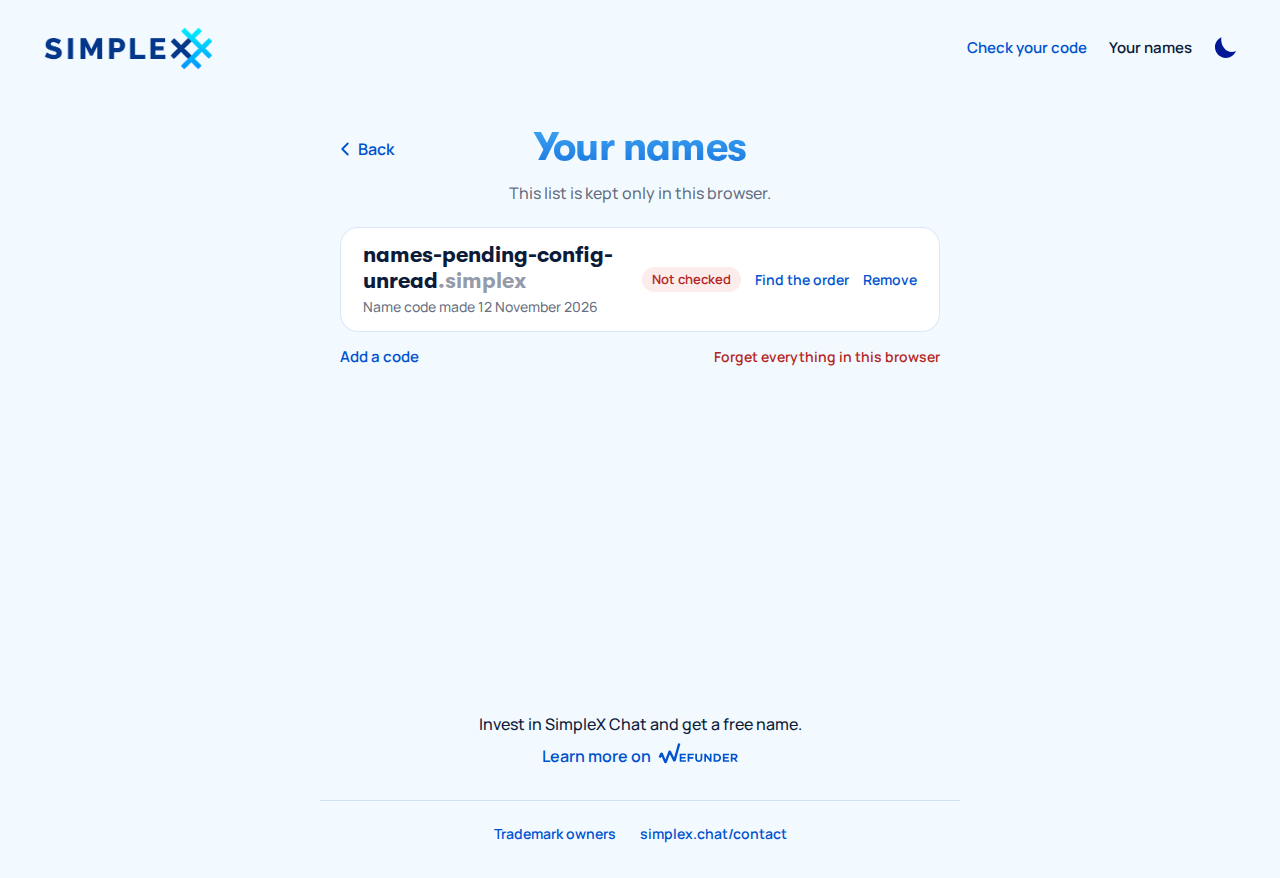 SIMPLEX
Check your code
Your names
Back
Your names
This list is kept only in this browser.
names-pending-config-
unread.simplex
Name code made 12 November 2026
Not checked
Find the order
Remove
Add a code
Forget everything in this browser
Invest in SimpleX Chat and get a free name.
Learn more on WEFUNDER
Trademark owners
simplex.chat/contact